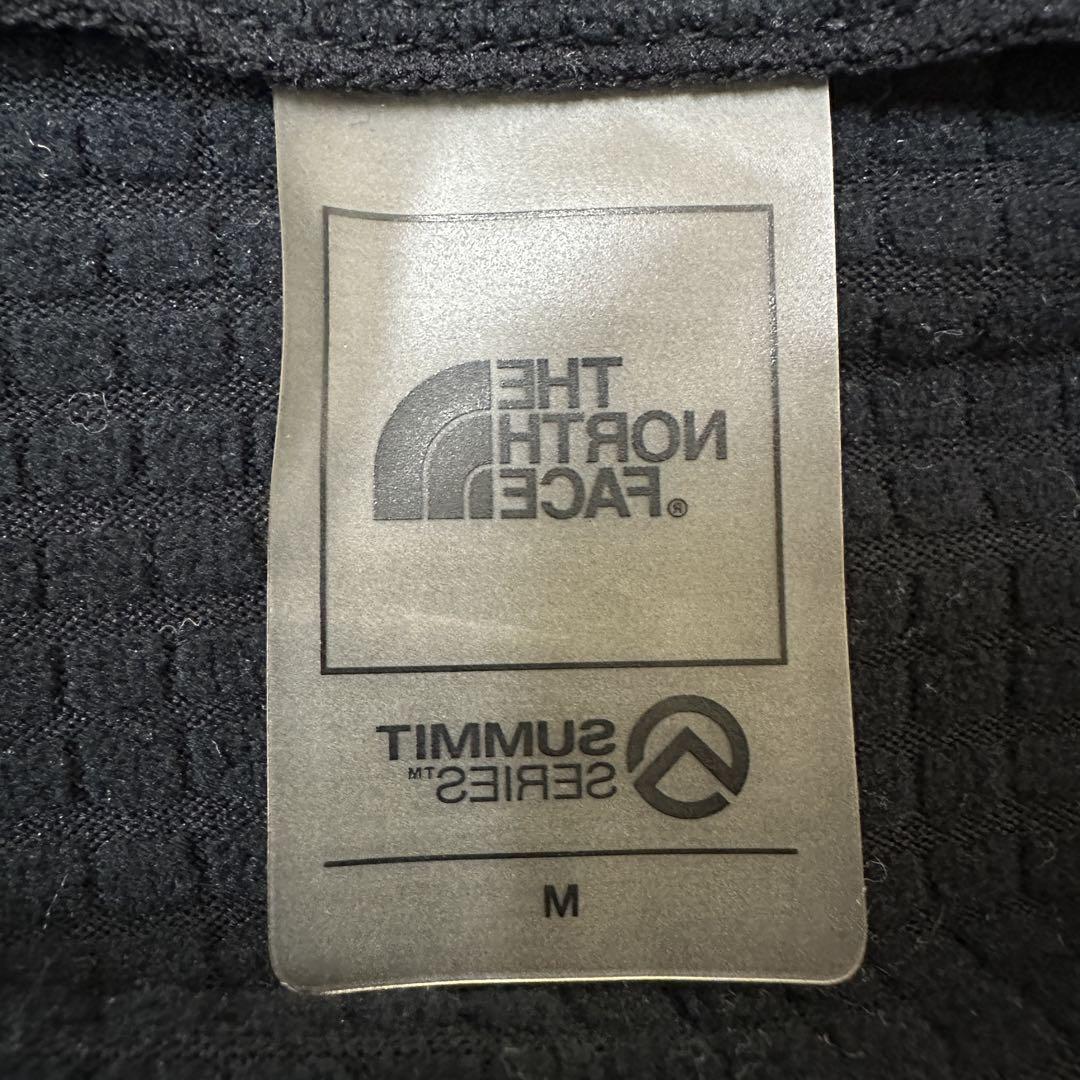 THE
NORTH
FACE®
SUMMIT
SERIES™
M